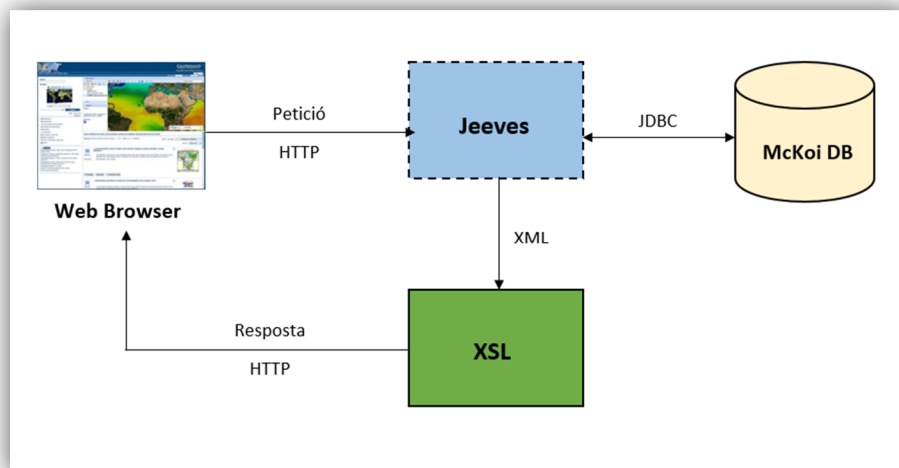 Petició
HTTP
Jeeves
JDBC
McKoi DB
Web Browser
XML
Resposta
HTTP
XSL